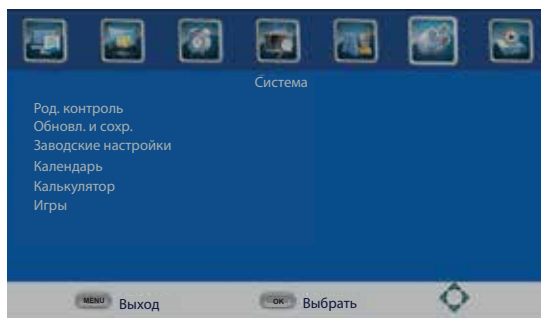 Система
Род. контроль
Обновл. и сохр.
Заводские настройки
Календарь
Калькулятор
Игры
MENU Выход
OK Выбрать